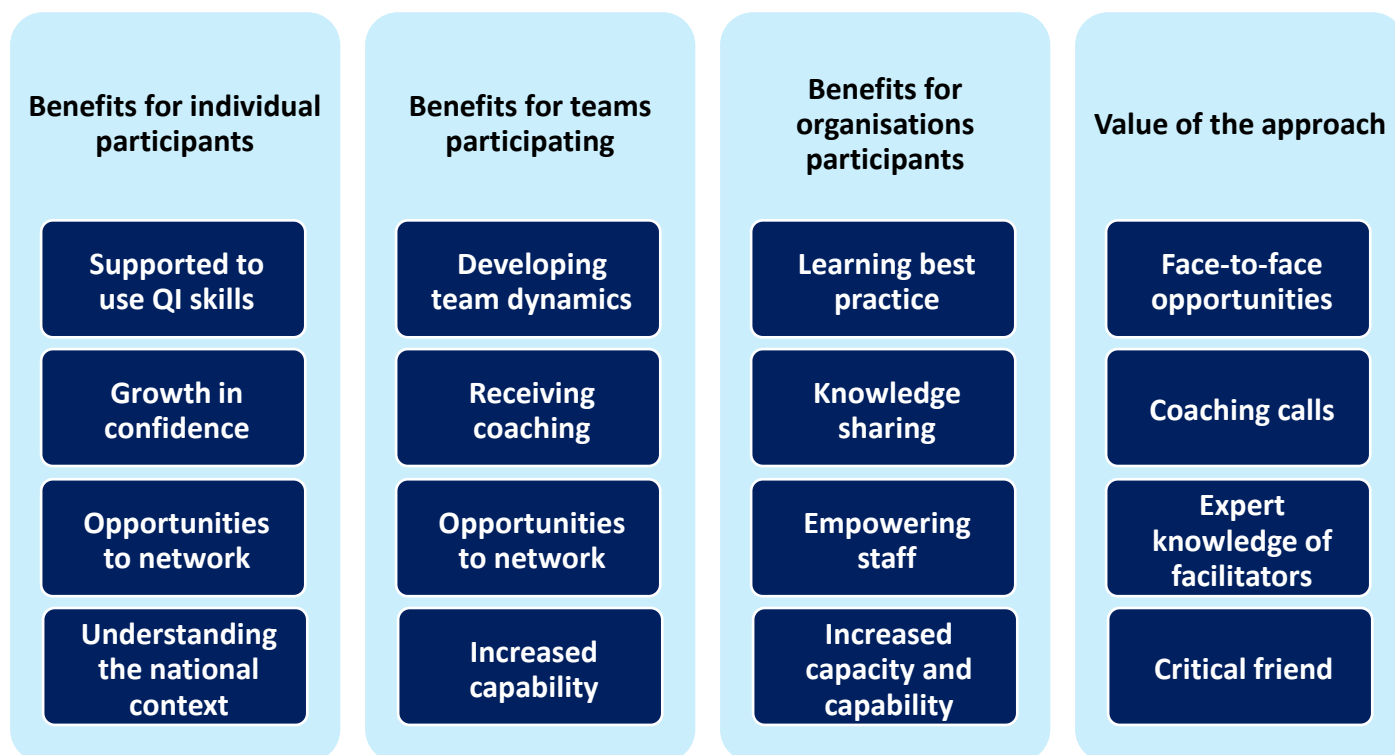 Benefits for individual
participants
Supported to
use QI skills
Growth in
confidence
Opportunities
to network
Understanding
the national
context
Benefits for teams
participating
Developing
team dynamics
Receiving
coaching
Opportunities
to network
Increased
capability
Benefits for
organisations
participants
Learning best
practice
Knowledge
sharing
Empowering
staff
Increased
capacity and
capability
Value of the approach
Face-to-face
opportunities
Coaching calls
Expert
knowledge of
facilitators
Critical friend